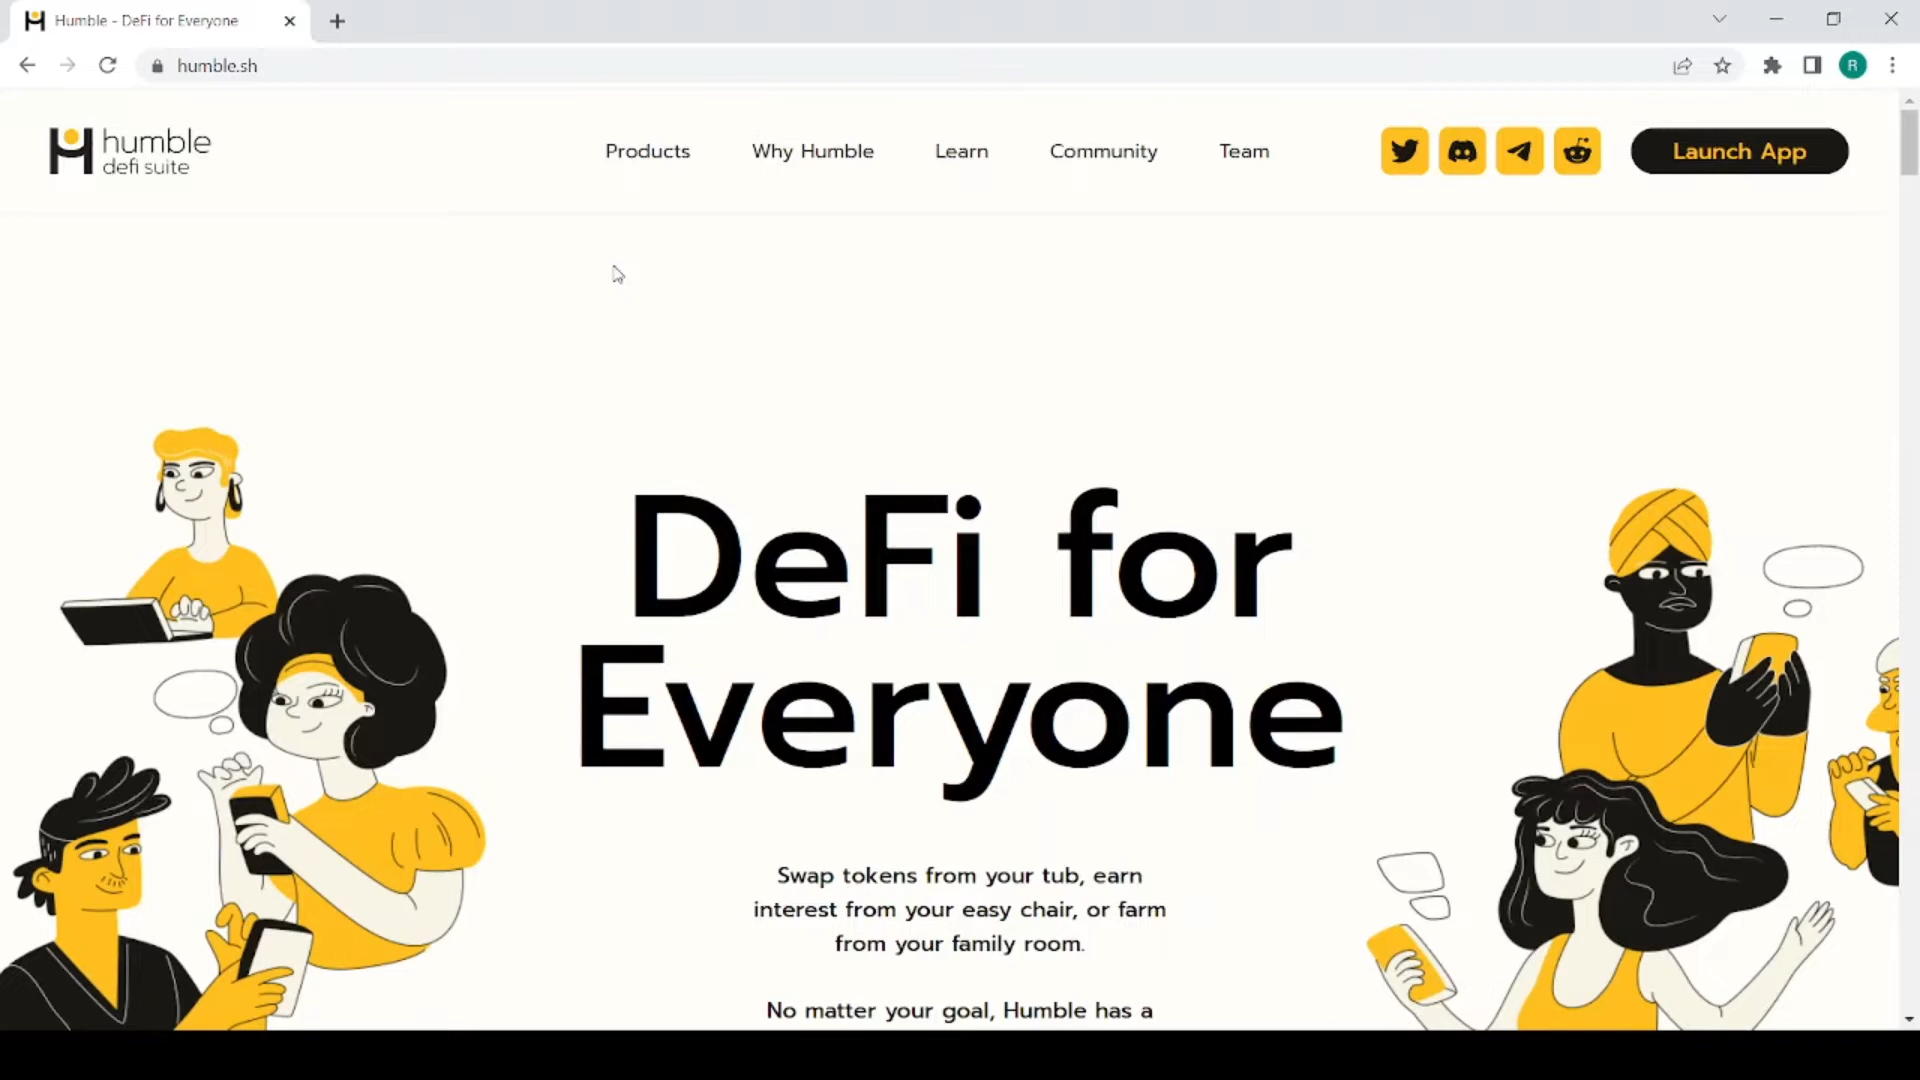 Humble - DeFi for Everyone
humble.sh
R
humble
defi suite
Products
Why Humble
Learn
Community
Team
Launch App
DeFi for
Everyone
Swap tokens from your tub, earn
interest from your easy chair, or farm
from your family room.
No matter your goal, Humble has a